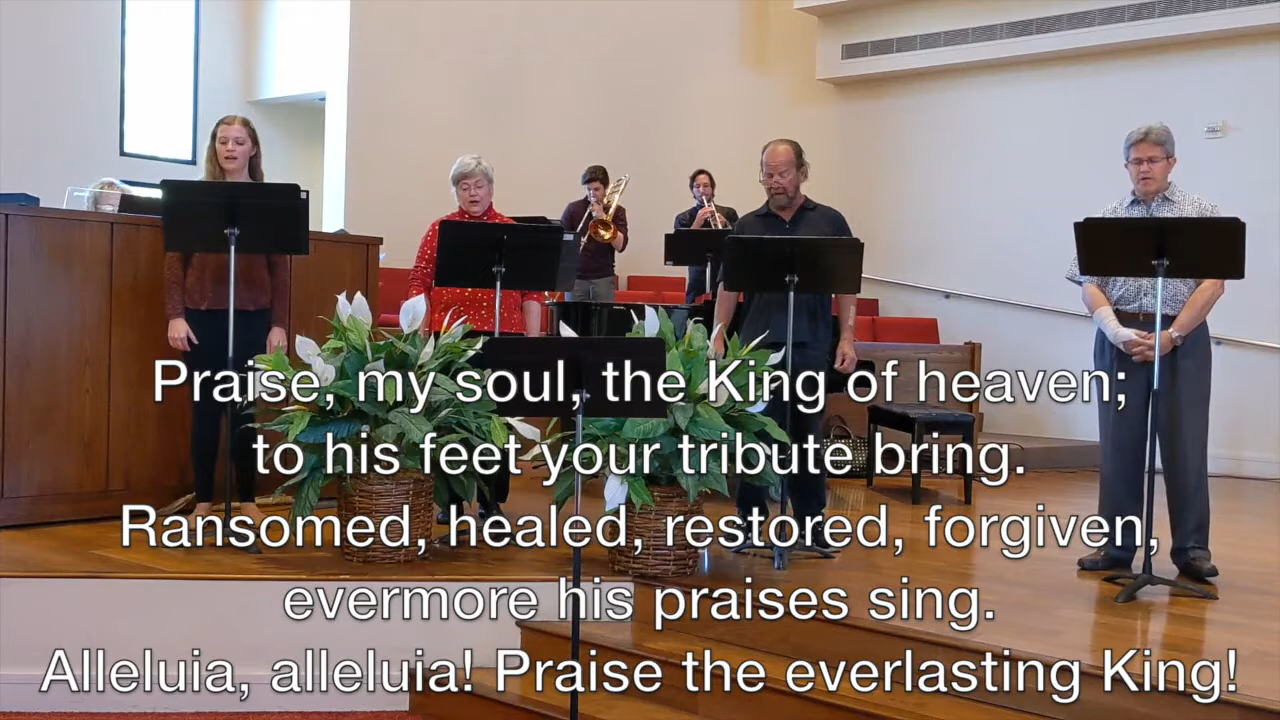 Praise, my soul, the King of heaven;
to his feet your tribute bring.
Ransomed, healed, restored, forgiven,
evermore his praises sing.
Alleluia, alleluia! Praise the everlasting King!